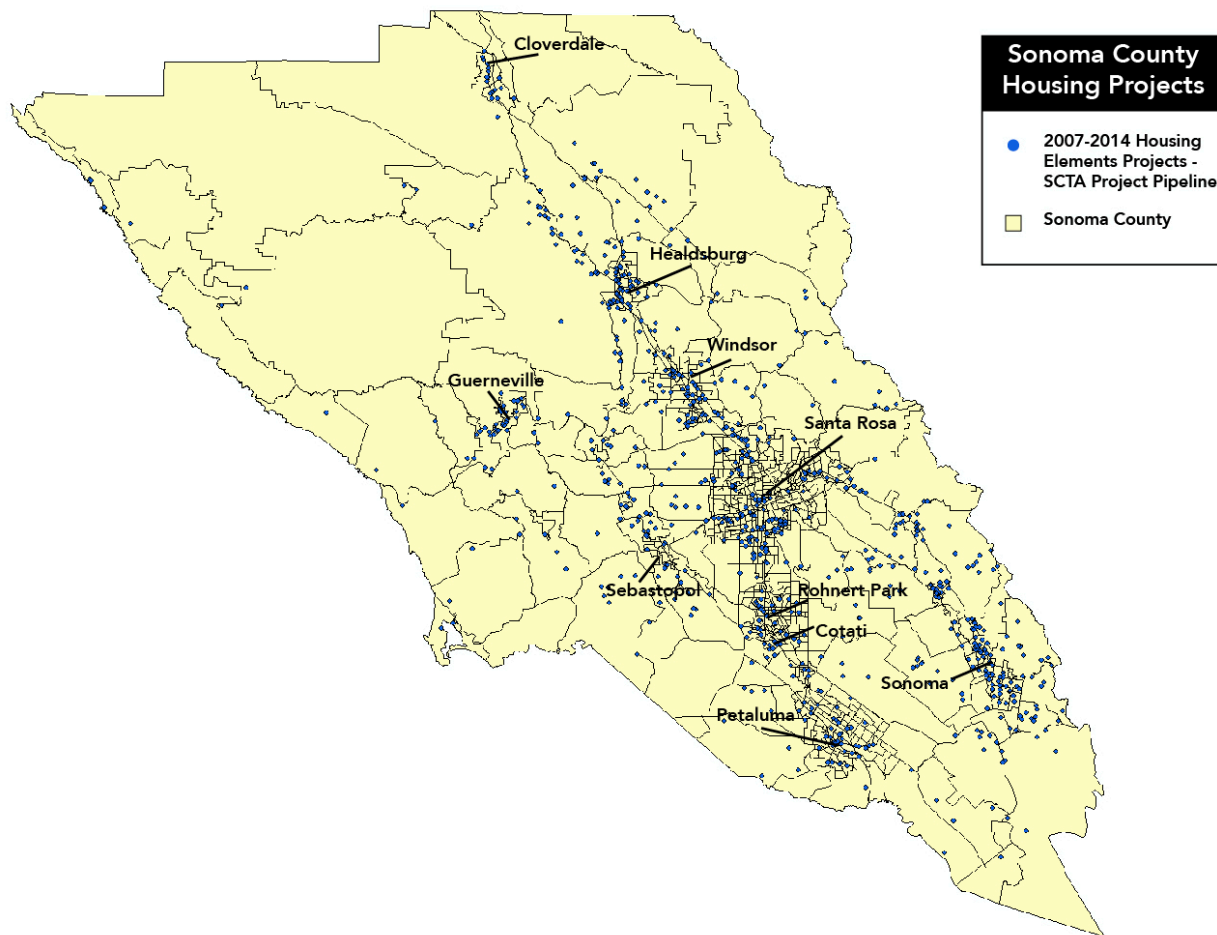 Cloverdale
Sonoma County
Housing Projects
2007-2014 Housing
Elements Projects -
SCTA Project Pipeline
Sonoma County
Healdsburg
Windsor
Guerneville
Santa Rosa
Sebastopol
Rohnert Park
Cotati
Sonoma
Petaluma